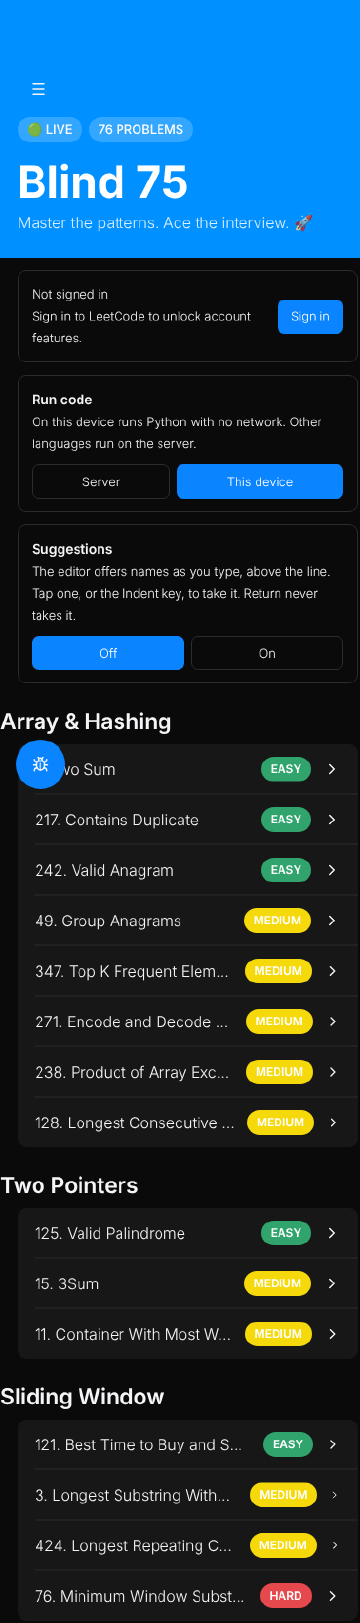 🟢 LIVE
76 PROBLEMS
Blind 75
Master the patterns. Ace the interview. 🚀
Not signed in
Sign in to LeetCode to unlock account
features.
Sign in
Run code
On this device runs Python with no network. Other
languages run on the server.
Server
This device
Suggestions
The editor offers names as you type, above the line.
Tap one, or the Indent key, to take it. Return never
takes it.
Off
On
Array & Hashing
Sum
EASY
217. Contains Duplicate
EASY
242. Valid Anagram
EASY
49. Group Anagrams
MEDIUM
347. Top K Frequent Elem...
MEDIUM
271. Encode and Decode ...
MEDIUM
238. Product of Array Exc...
MEDIUM
128. Longest Consecutive ...
MEDIUM
Two Pointers
125. Valid Palindrome
EASY
15. 3Sum
MEDIUM
11. Container With Most W...
MEDIUM
Sliding Window
121. Best Time to Buy and S...
EASY
3. Longest Substring With...
MEDIUM
424. Longest Repeating C...
MEDIUM
76. Minimum Window Subst...
HARD